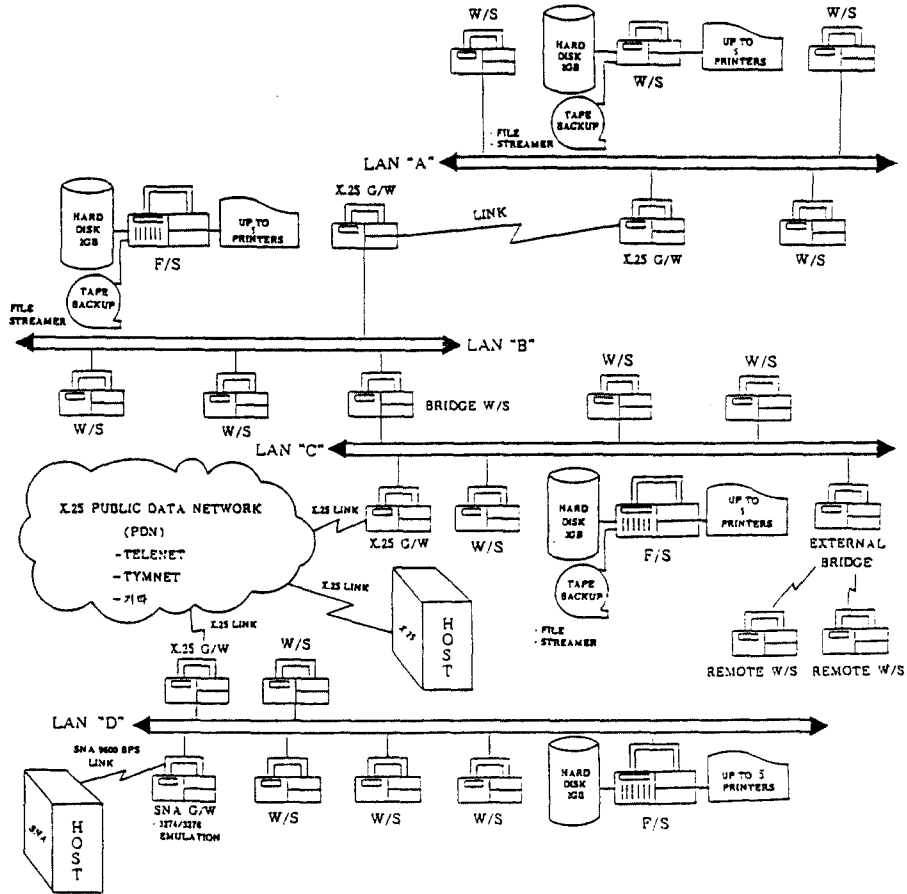 W/S
W/S
HARD
DISK
2GB
W/S
UP TO
5
PRINTERS
TAPE
BACKUP
· FILE
· STREAMER
LAN "A"
X.25 G/W
LINK
X.25 G/W
W/S
HARD
DISK
2GB
F/S
UP TO
5
PRINTERS
TAPE
BACKUP
FILE
STREAMER
LAN "B"
W/S
W/S
BRIDGE W/S
W/S
W/S
LAN "C"
X.25 PUBLIC DATA NETWORK
(PDN)
-TELENET
-TYMNET
-기타
X.25 LINK
X.25 G/W
W/S
HARD
DISK
2GB
F/S
UP TO
5
PRINTERS
TAPE
BACKUP
· FILE
· STREAMER
EXTERNAL
BRIDGE
REMOTE W/S
REMOTE W/S
X.25 LINK
X.25
HOST
X.25 LINK
X.25 G/W
W/S
LAN "D"
SNA 9600 BPS
LINK
SNA
HOST
SNA G/W
· 3274/3276
EMULATION
W/S
W/S
W/S
HARD
DISK
2GB
F/S
UP TO 5
PRINTERS